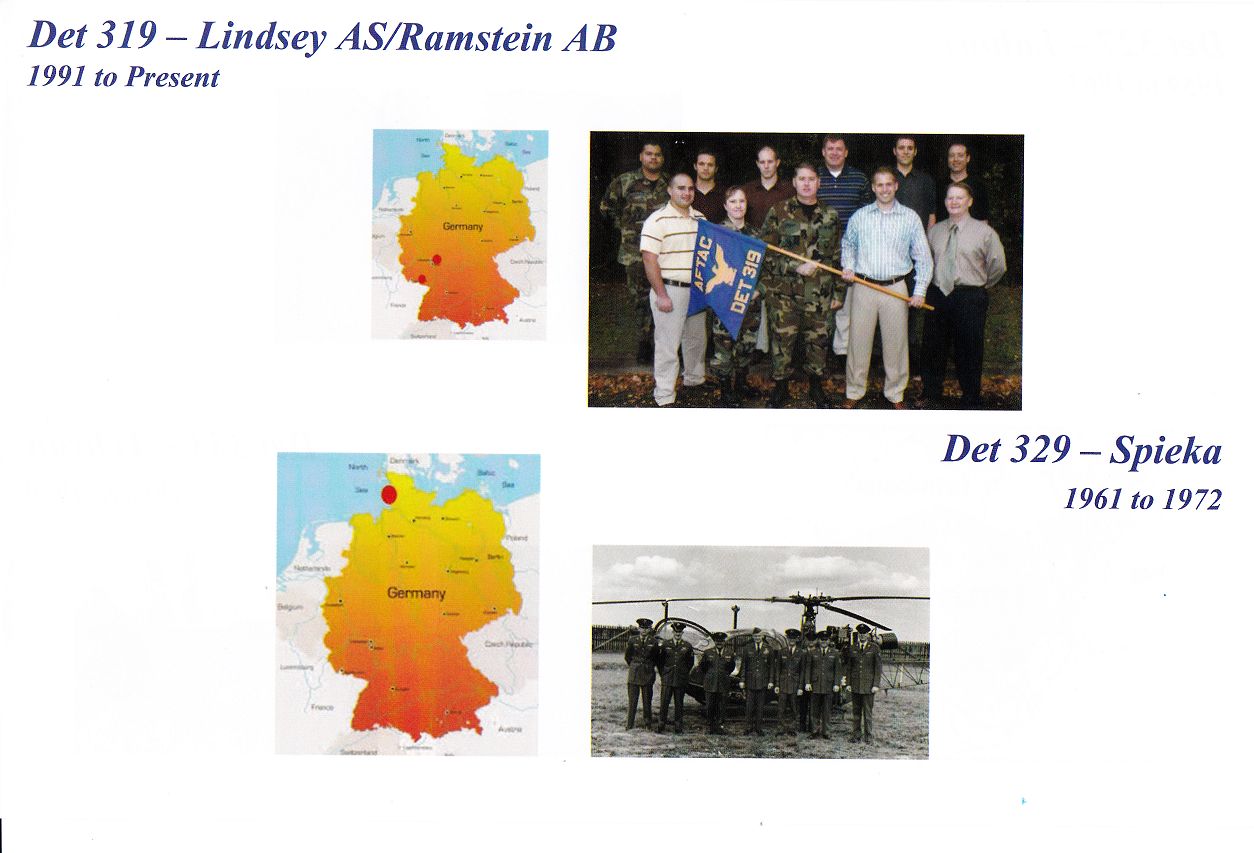 Det 319 – Lindsey AS/Ramstein AB
1991 to Present
North
Denmark
Baltic
Sea
Sea
Poland
Netherlands
Berlin
Germany
Czech Republic
France
Austria
Switzerland
AFTAC
DET 319
Det 329 – Spieka
1961 to 1972
North
Denmark
Baltic
Sea
Sea
Poland
Berlin
Netherlands
Germany
Belgium
Czech Republic
Luxembourg
France
Austria
Switzerland